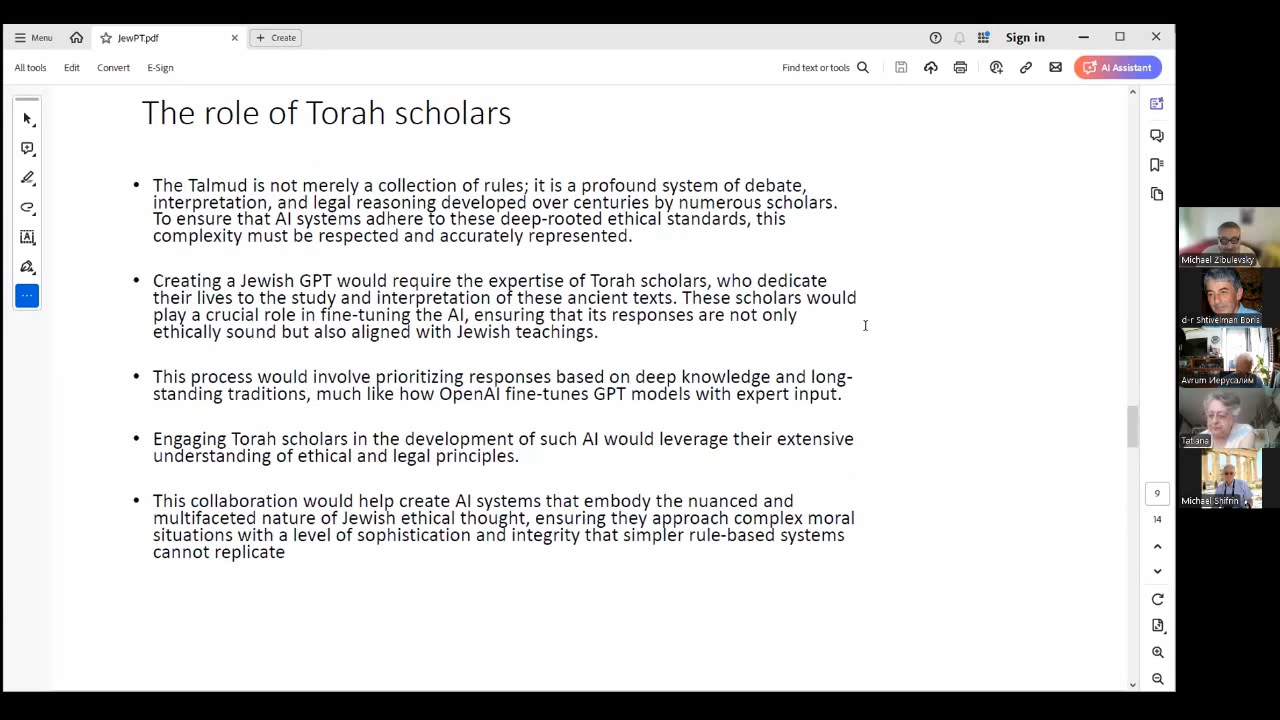 Menu
JewPT.pdf
Create
Sign in
All tools
Edit
Convert
E-Sign
Find text or tools
AI Assistant
The role of Torah scholars
• The Talmud is not merely a collection of rules; it is a profound system of debate,
interpretation, and legal reasoning developed over centuries by numerous scholars.
To ensure that AI systems adhere to these deep-rooted ethical standards, this
complexity must be respected and accurately represented.
• Creating a Jewish GPT would require the expertise of Torah scholars, who dedicate
their lives to the study and interpretation of these ancient texts. These scholars would
play a crucial role in fine-tuning the AI, ensuring that its responses are not only
ethically sound but also aligned with Jewish teachings.
• This process would involve prioritizing responses based on deep knowledge and long-
standing traditions, much like how OpenAI fine-tunes GPT models with expert input.
• Engaging Torah scholars in the development of such AI would leverage their extensive
understanding of ethical and legal principles.
• This collaboration would help create AI systems that embody the nuanced and
multifaceted nature of Jewish ethical thought, ensuring they approach complex moral
situations with a level of sophistication and integrity that simpler rule-based systems
cannot replicate
9
14
Michael Zibulevsky
d-r Shtivelman Boris
Avrum Иерусалим
Tatiana
Michael Shifrin